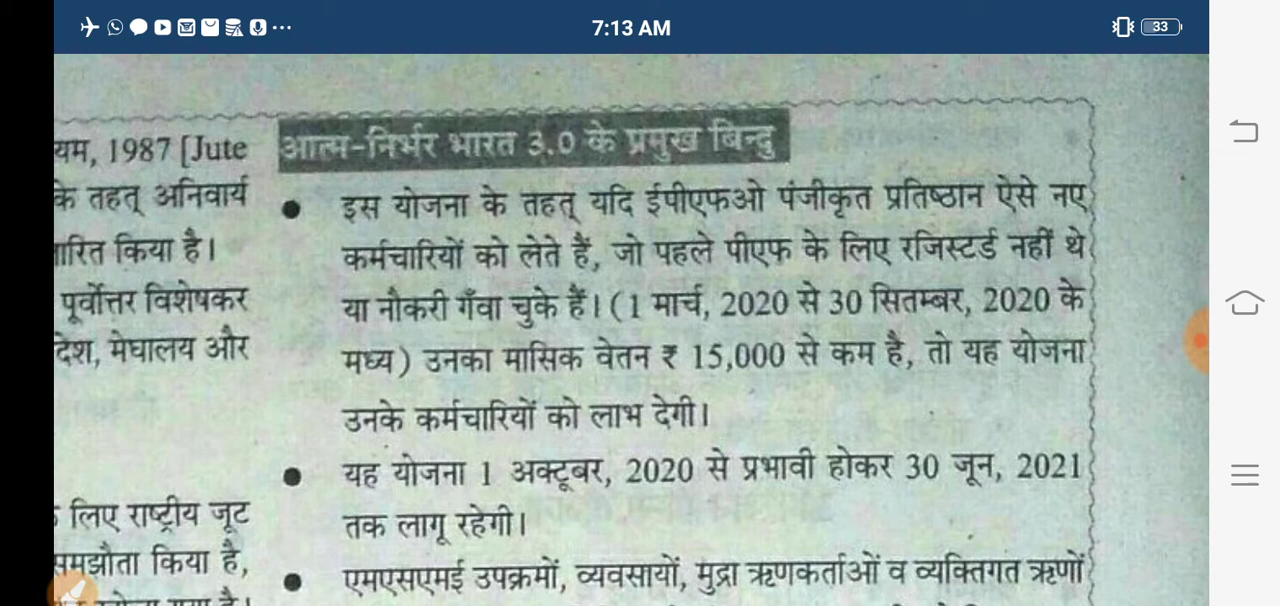 7:13 AM
33
यम, 1987 [Jute
के तहत् अनिवार्य
किया है।
पूर्वोत्तर विशेषकर
मेघालय और
लिए राष्ट्रीय जूट
किया है,
आत्म-निर्भर भारत 3.0 के प्रमुख बिन्दु
● इस योजना के तहत् यदि ईपीएफओ पंजीकृत प्रतिष्ठान ऐसे नए
कर्मचारियों को लेते हैं, जो पहले पीएफ के लिए रजिस्टर्ड नहीं थे
या नौकरी गँवा चुके हैं। (1 मार्च, 2020 से 30 सितम्बर, 2020 के
मध्य) उनका मासिक वेतन ₹ 15,000 से कम है, तो यह योजना
उनके कर्मचारियों को लाभ देगी।
● यह योजना 1 अक्टूबर, 2020 से प्रभावी होकर 30 जून, 2021
तक लागू रहेगी।
● एमएसएमई उपक्रमों, व्यवसायों, मुद्रा ऋणकर्ताओं व व्यक्तिगत ऋणों